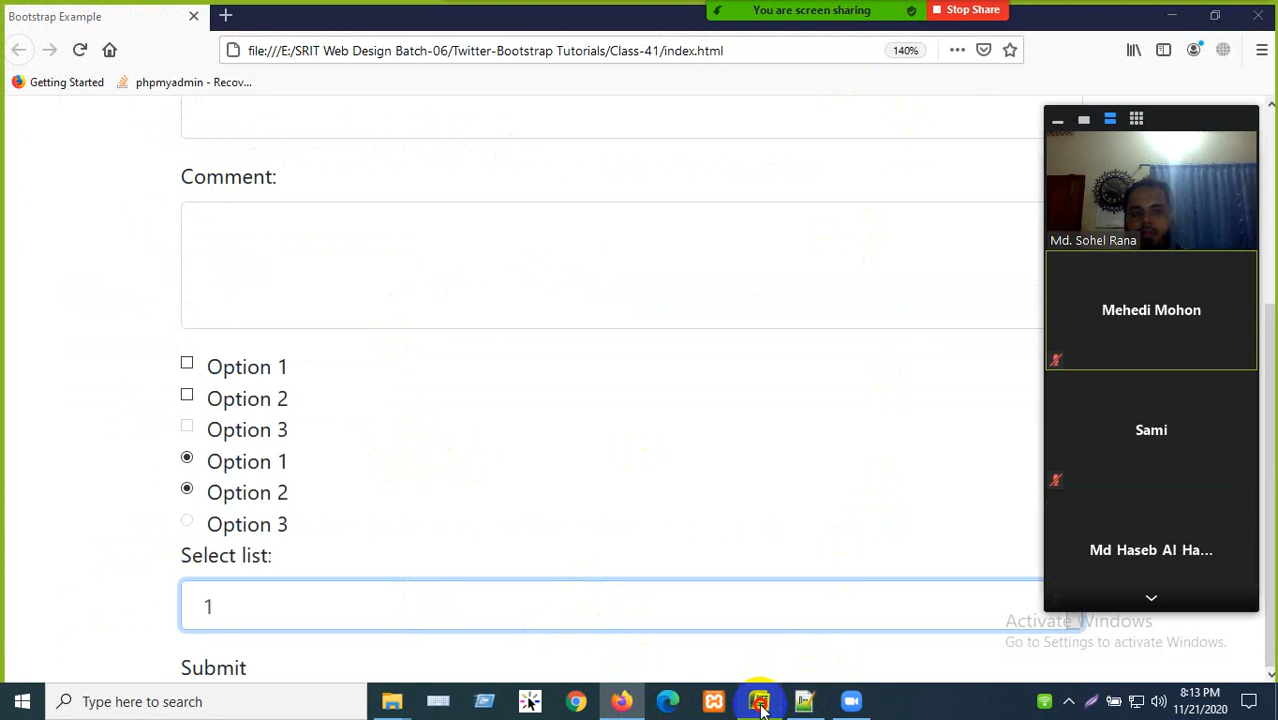 You are screen sharing
Stop Share
Bootstrap Example
file:///E:/SRIT Web Design Batch-06/Twitter-Bootstrap Tutorials/Class-41/index.html
140%
Getting Started
phpmyadmin - Recov...
Comment:
Option 1
Option 2
Option 3
Option 1
Option 2
Option 3
Select list:
1
Submit
Md. Sohel Rana
Mehedi Mohon
Sami
Md Haseb Al Ha...
Activate Windows
Go to Settings to activate Windows.
Type here to search
8:13 PM
11/21/2020